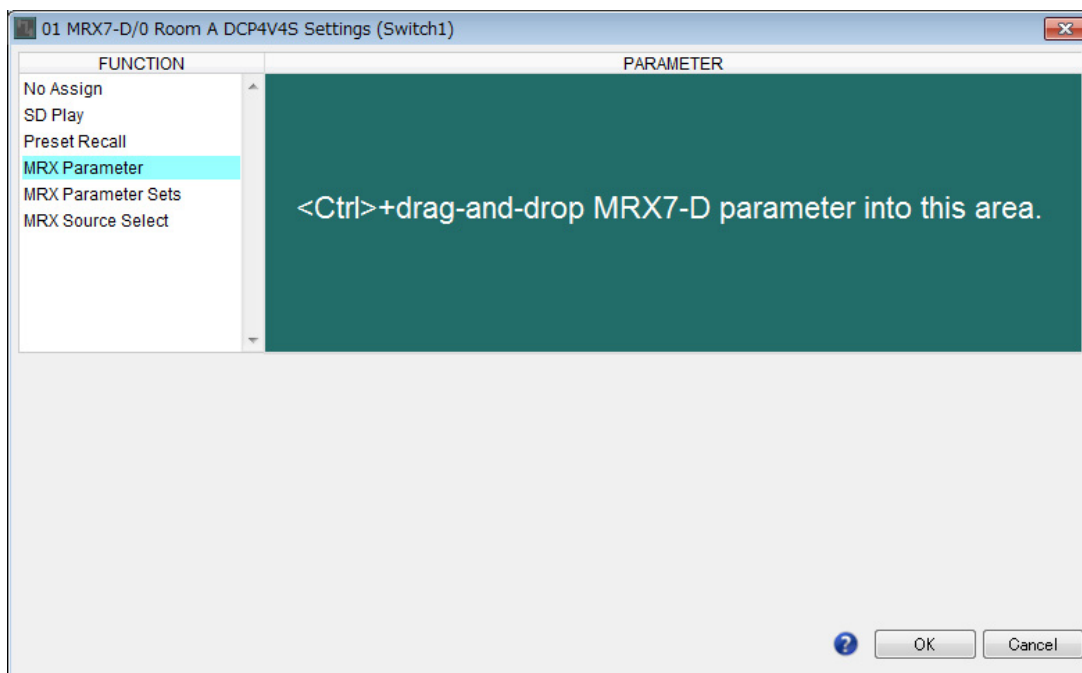 01 MRX7-D/0 Room A DCP4V4S Settings (Switch1)
FUNCTION
PARAMETER
No Assign
SD Play
Preset Recall
MRX Parameter
MRX Parameter Sets
MRX Source Select
<Ctrl>+drag-and-drop MRX7-D parameter into this area.
?
OK
Cancel